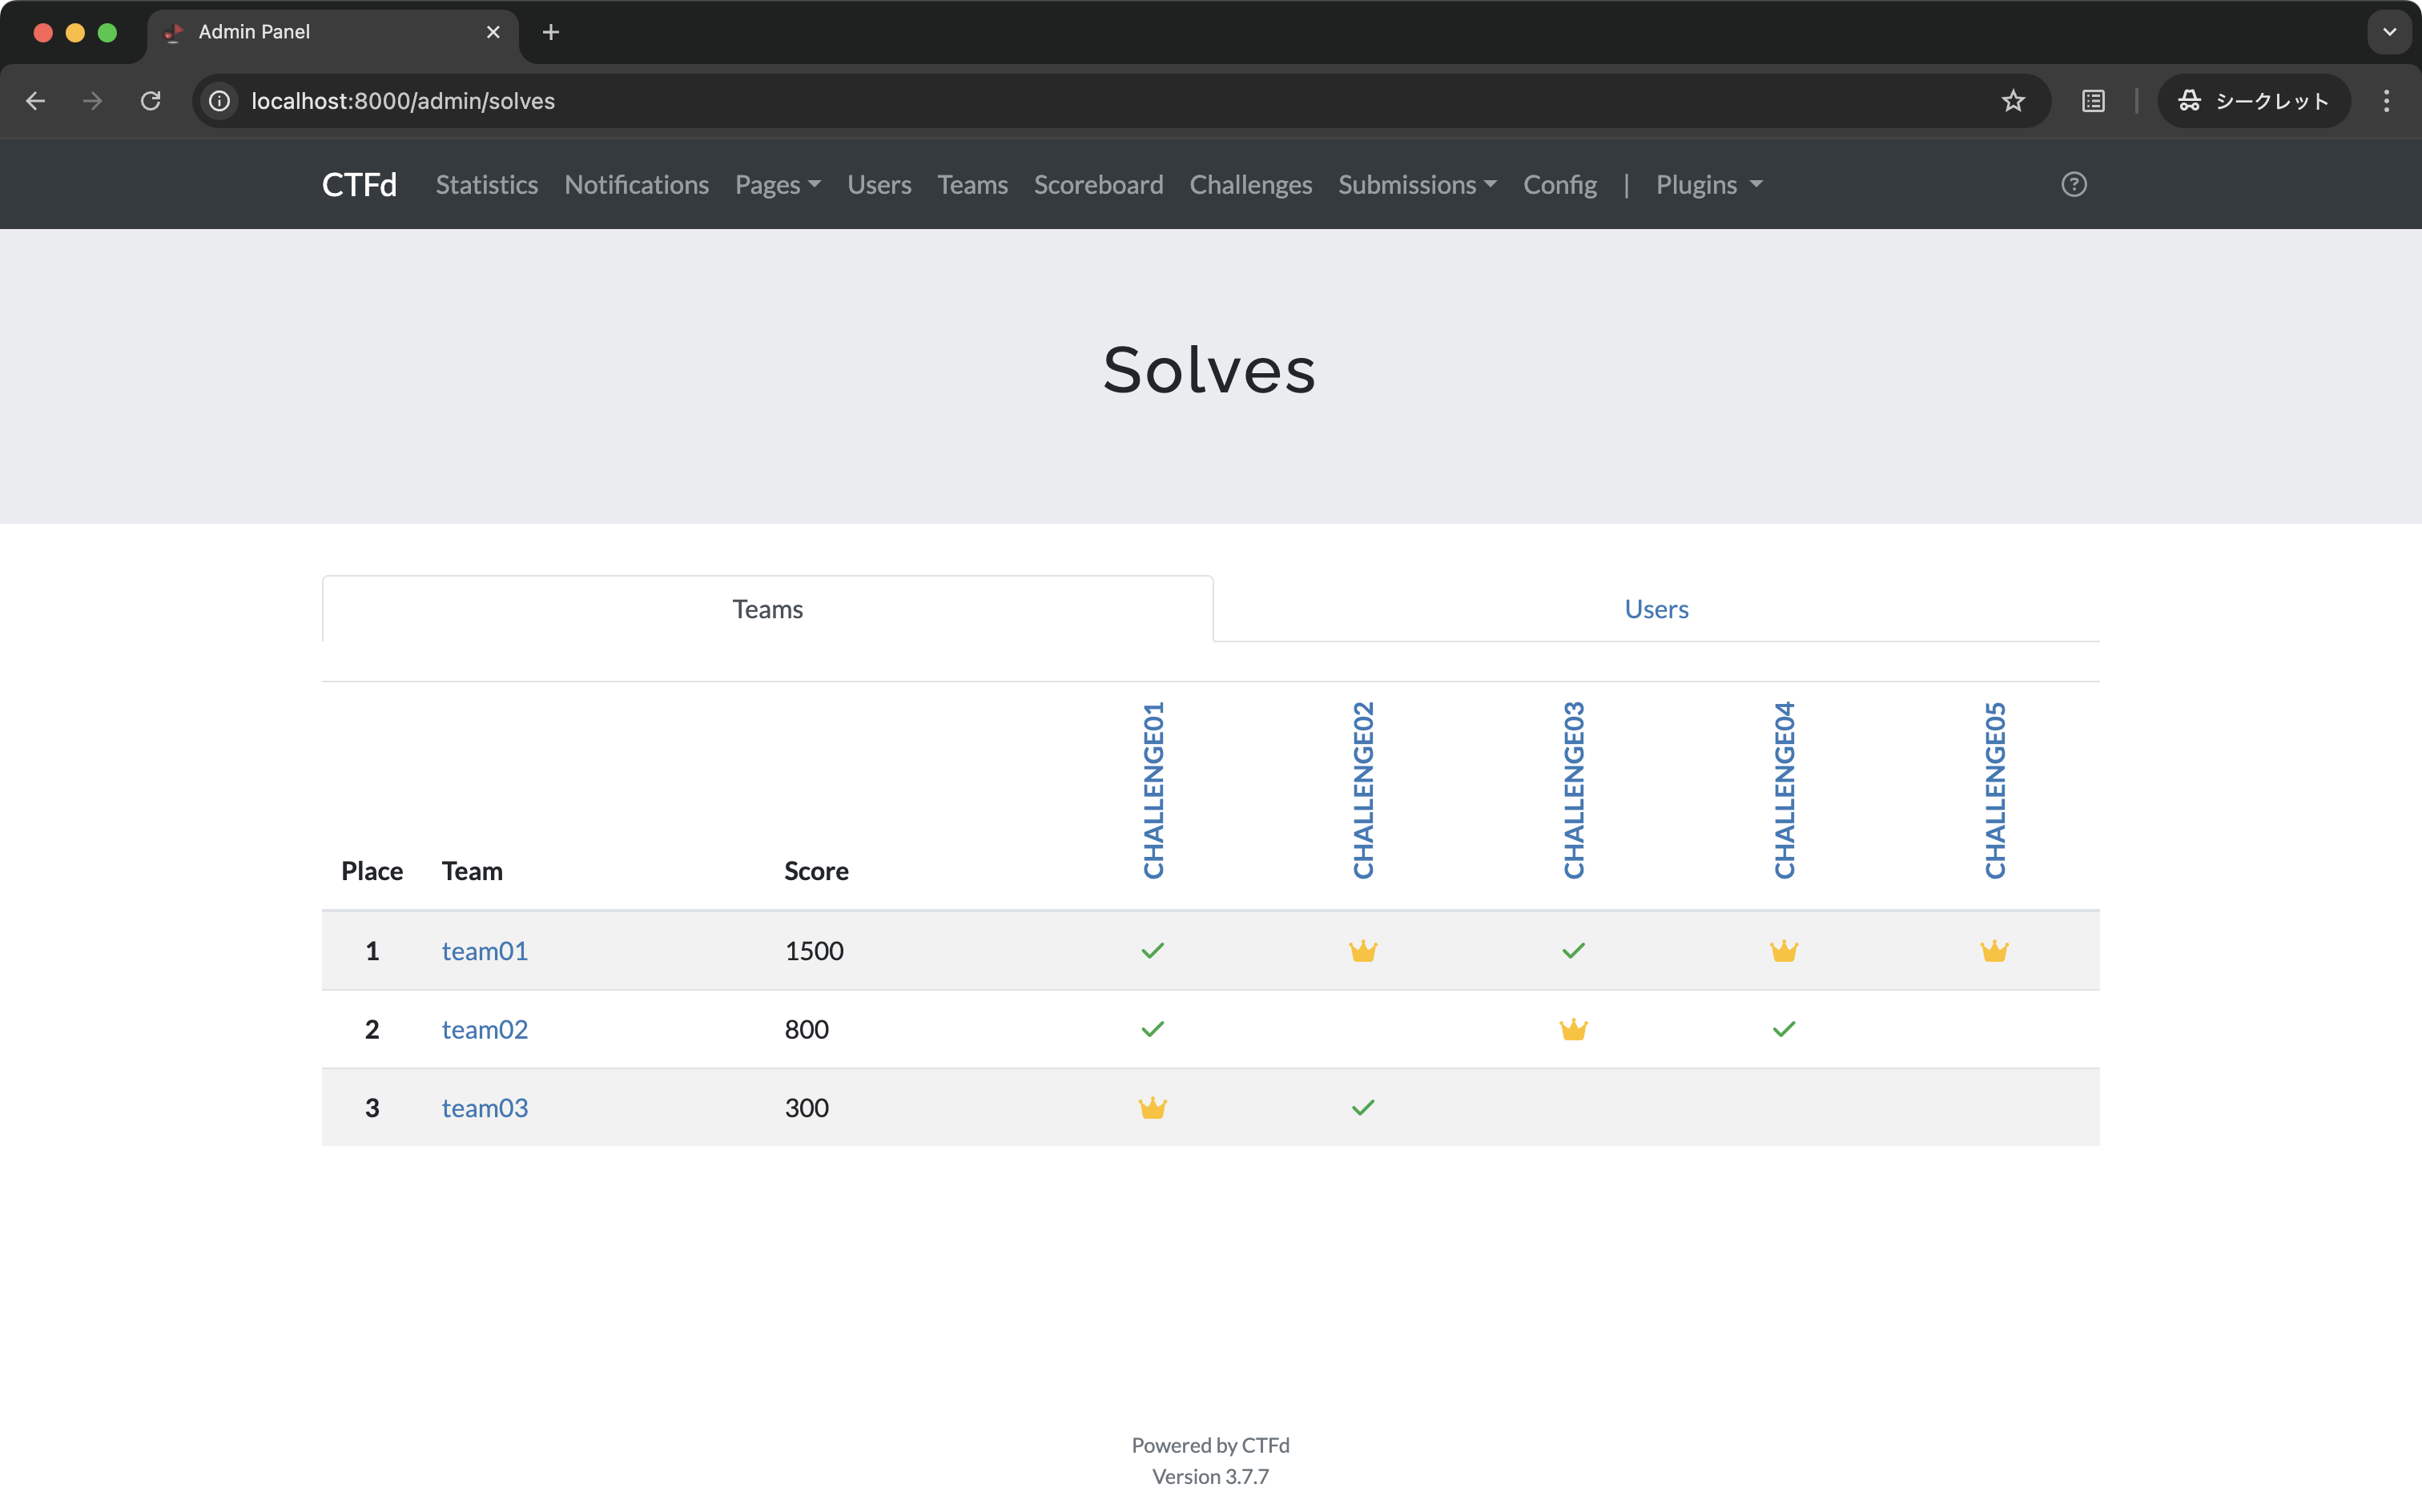 Admin Panel
localhost:8000/admin/solves
シークレット
CTFd Statistics Notifications Pages Users Teams Scoreboard Challenges Submissions Config | Plugins
Solves
Teams Users
Place Team Score CHALLENGE01 CHALLENGE02 CHALLENGE03 CHALLENGE04 CHALLENGE05
1 team01 1500
2 team02 800
3 team03 300
Powered by CTFd
Version 3.7.7